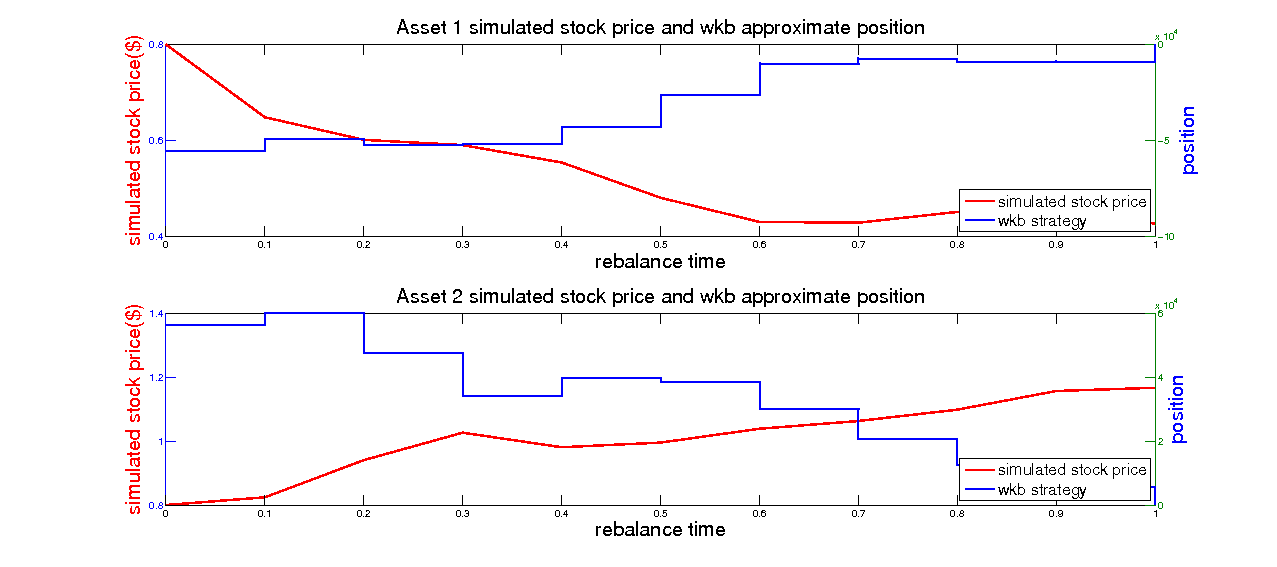 Asset 1 simulated stock price and wkb approximate position
x 10^4
simulated stock price($)
0.8
0.6
0.4
0
-5
-10
position
simulated stock price
wkb strategy
0 0.1 0.2 0.3 0.4 0.5 0.6 0.7 0.8 0.9 1
rebalance time
Asset 2 simulated stock price and wkb approximate position
x 10^4
simulated stock price($)
1.4
1.2
1
0.8
6
4
2
0
position
simulated stock price
wkb strategy
0 0.1 0.2 0.3 0.4 0.5 0.6 0.7 0.8 0.9 1
rebalance time